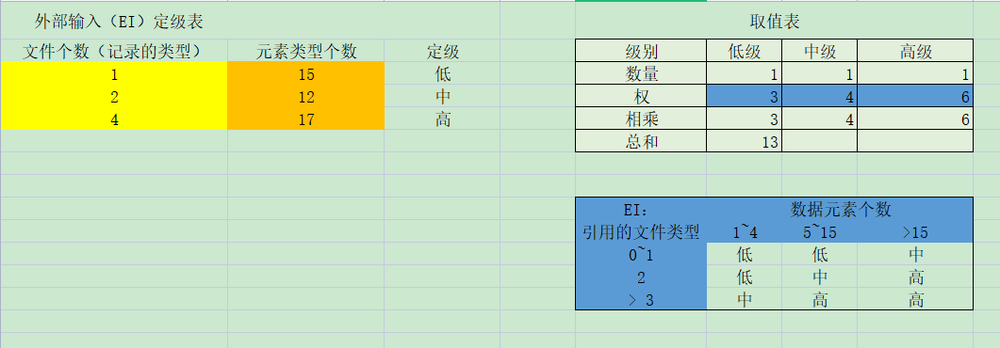 外部输入（EI）定级表
文件个数（记录的类型） 元素类型个数 定级
1 15 低
2 12 中
4 17 高
取值表
级别 低级 中级 高级
数量 1 1 1
权 3 4 6
相乘 3 4 6
总和 13
EI： 数据元素个数
引用的文件类型 1~4 5~15 >15
0~1 低 低 中
2 低 中 高
> 3 中 高 高